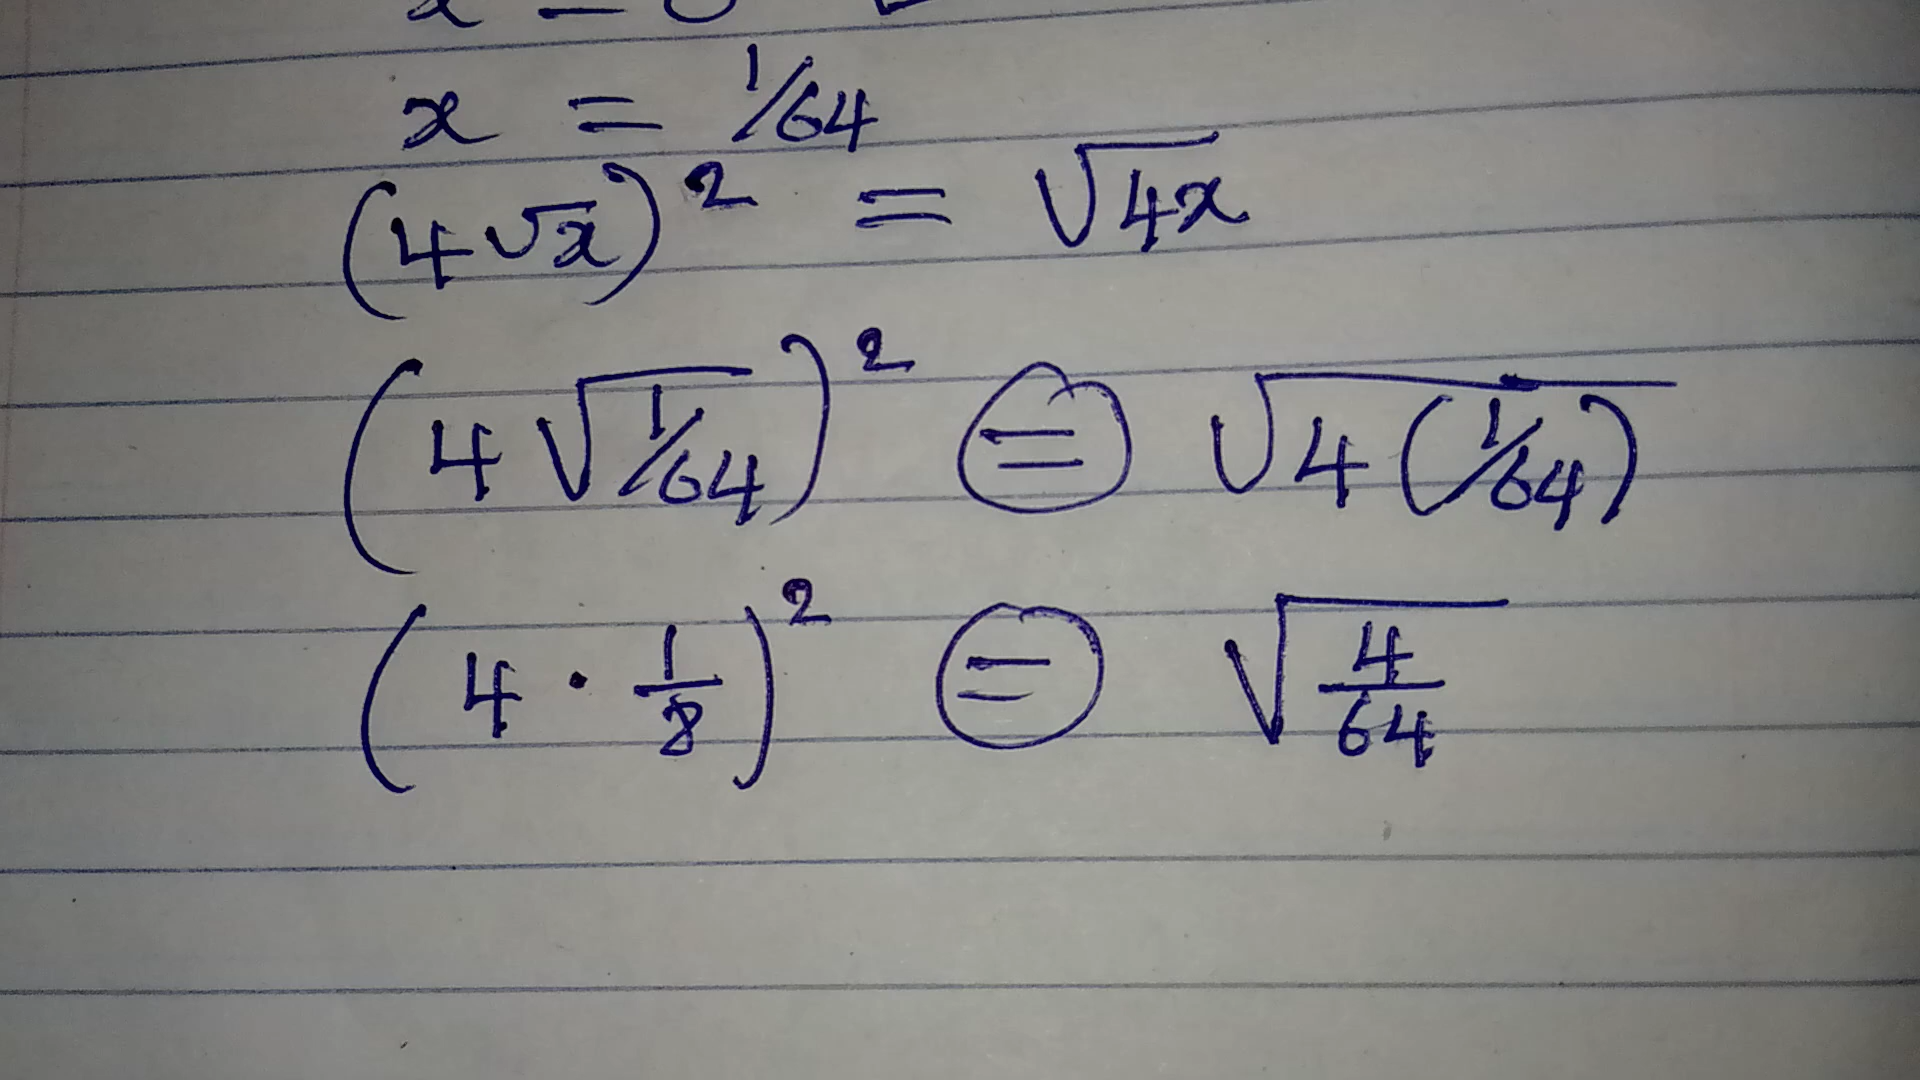 x = 1/64
(4√x)² = √4x
(4√1/64)² = √4(1/64)
(4 · 1/8)² = √4/64